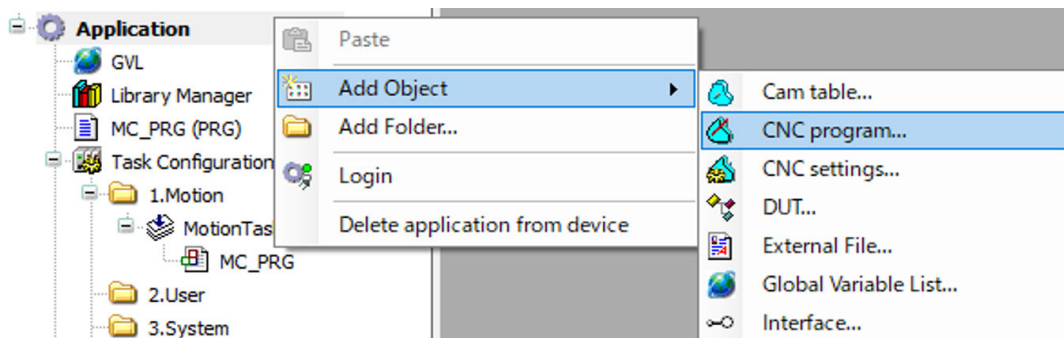 Application
GVL
Library Manager
MC_PRG (PRG)
Task Configuration
1.Motion
MotionTas
MC_PRG
2.User
3.System
Paste
Add Object
Add Folder...
Login
Delete application from device
Cam table...
CNC program...
CNC settings...
DUT...
External File...
Global Variable List...
Interface...